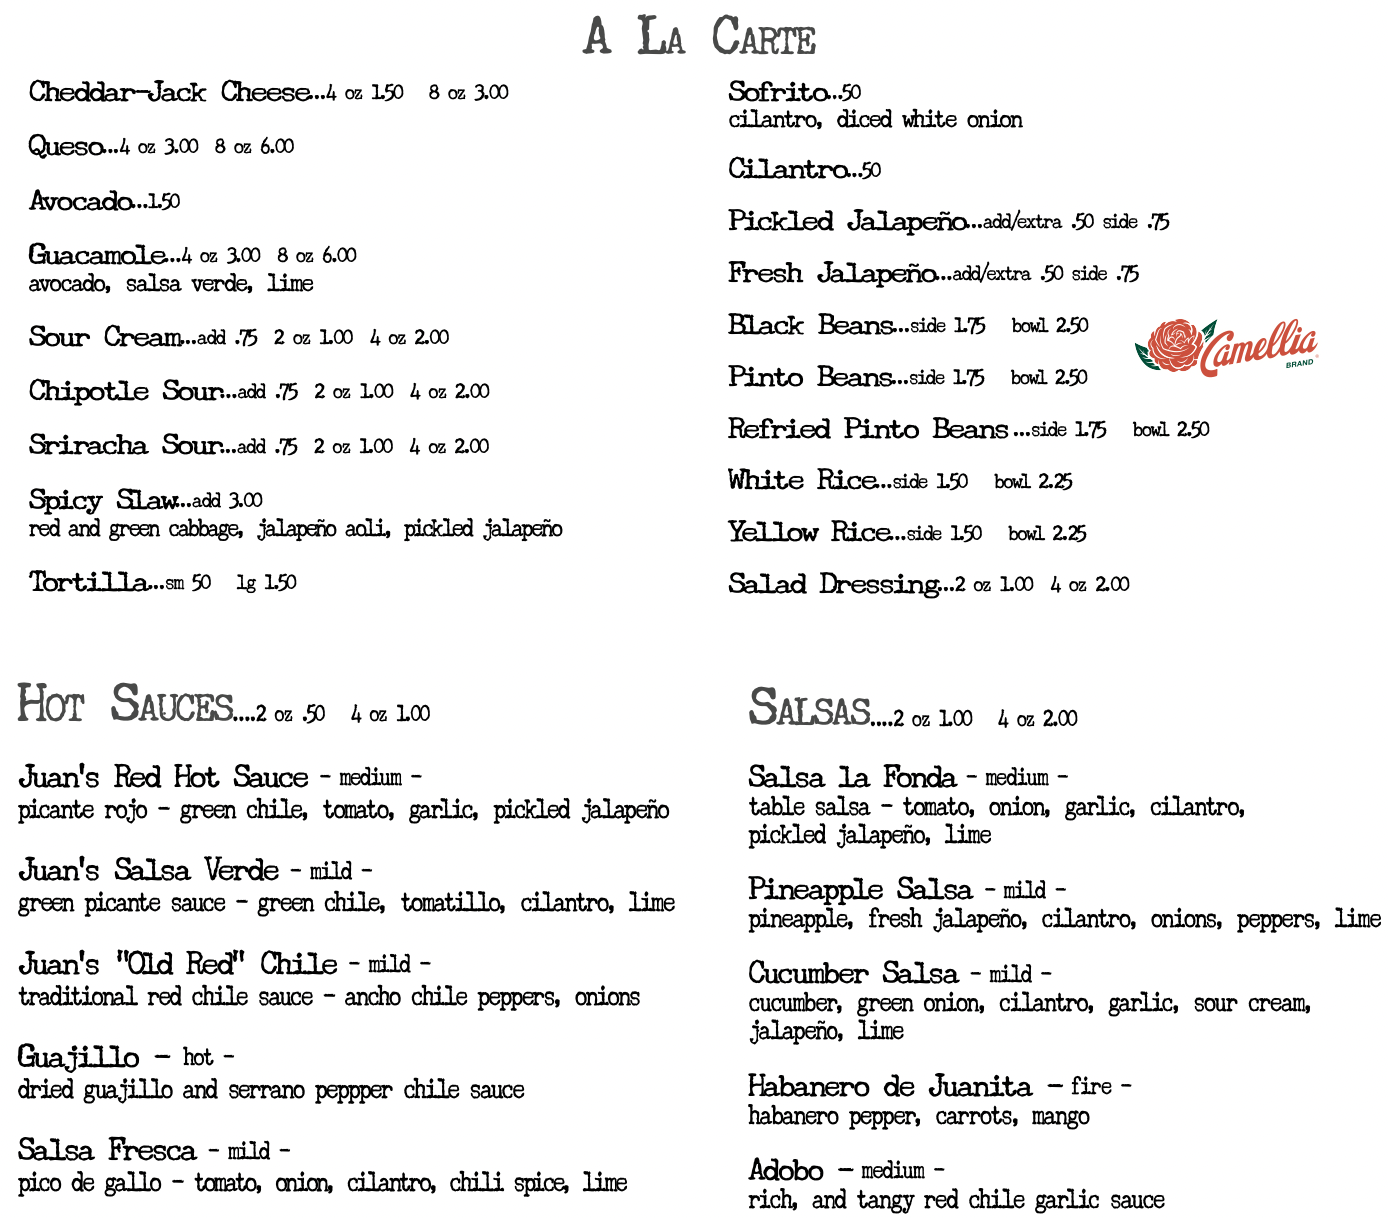 A La Carte
Cheddar-Jack Cheese...4 oz 1.50 8 oz 3.00
Queso...4 oz 3.00 8 oz 6.00
Avocado...1.50
Guacamole...4 oz 3.00 8 oz 6.00
avocado, salsa verde, lime
Sour Cream...add .75 2 oz 1.00 4 oz 2.00
Chipotle Sour...add .75 2 oz 1.00 4 oz 2.00
Sriracha Sour...add .75 2 oz 1.00 4 oz 2.00
Spicy Slaw...add 3.00
red and green cabbage, jalapeño aoli, pickled jalapeño
Tortilla...sm 50 lg 1.50
Sofrito...50
cilantro, diced white onion
Cilantro...50
Pickled Jalapeño...add/extra .50 side .75
Fresh Jalapeño...add/extra .50 side .75
Black Beans...side 1.75 bowl 2.50
Pinto Beans...side 1.75 bowl 2.50
Camellia
BRAND
Refried Pinto Beans...side 1.75 bowl 2.50
White Rice...side 1.50 bowl 2.25
Yellow Rice...side 1.50 bowl 2.25
Salad Dressing...2 oz 1.00 4 oz 2.00
Hot Sauces....2 oz .50 4 oz 1.00
Juan's Red Hot Sauce - medium -
picante rojo - green chile, tomato, garlic, pickled jalapeño
Juan's Salsa Verde - mild -
green picante sauce - green chile, tomatillo, cilantro, lime
Juan's "Old Red" Chile - mild -
traditional red chile sauce - ancho chile peppers, onions
Guajillo - hot -
dried guajillo and serrano peppper chile sauce
Salsa Fresca - mild -
pico de gallo - tomato, onion, cilantro, chili spice, lime
Salsas....2 oz 1.00 4 oz 2.00
Salsa la Fonda - medium -
table salsa - tomato, onion, garlic, cilantro,
pickled jalapeño, lime
Pineapple Salsa - mild -
pineapple, fresh jalapeño, cilantro, onions, peppers, lime
Cucumber Salsa - mild -
cucumber, green onion, cilantro, garlic, sour cream,
jalapeño, lime
Habanero de Juanita - fire -
habanero pepper, carrots, mango
Adobo - medium -
rich, and tangy red chile garlic sauce